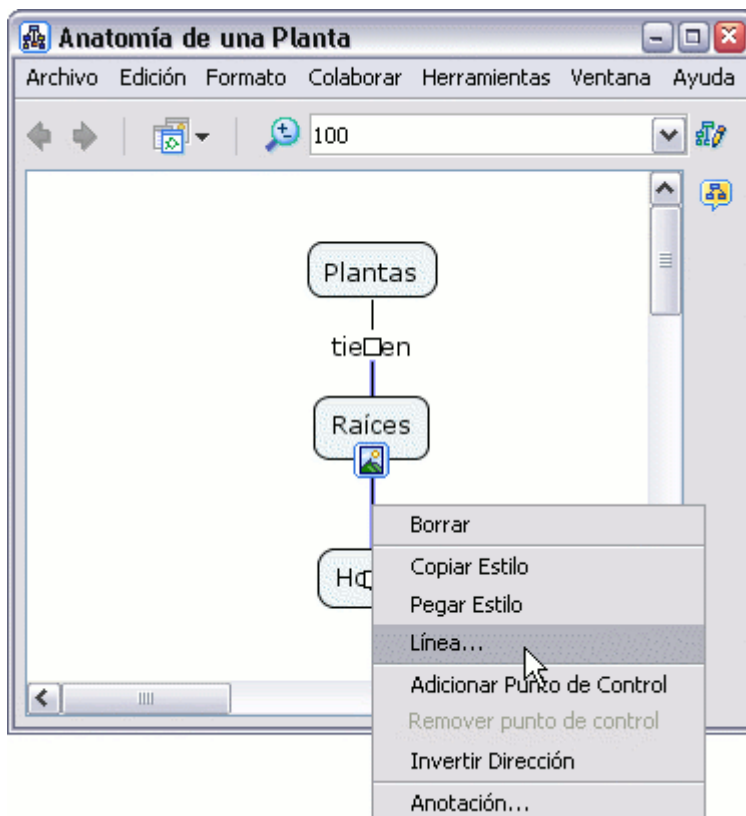 Anatomía de una Planta
Archivo Edición Formato Colaborar Herramientas Ventana Ayuda
100
Plantas
tienen
Raíces
Borrar
Copiar Estilo
Pegar Estilo
Línea...
Adicionar Punto de Control
Remover punto de control
Invertir Dirección
Anotación...